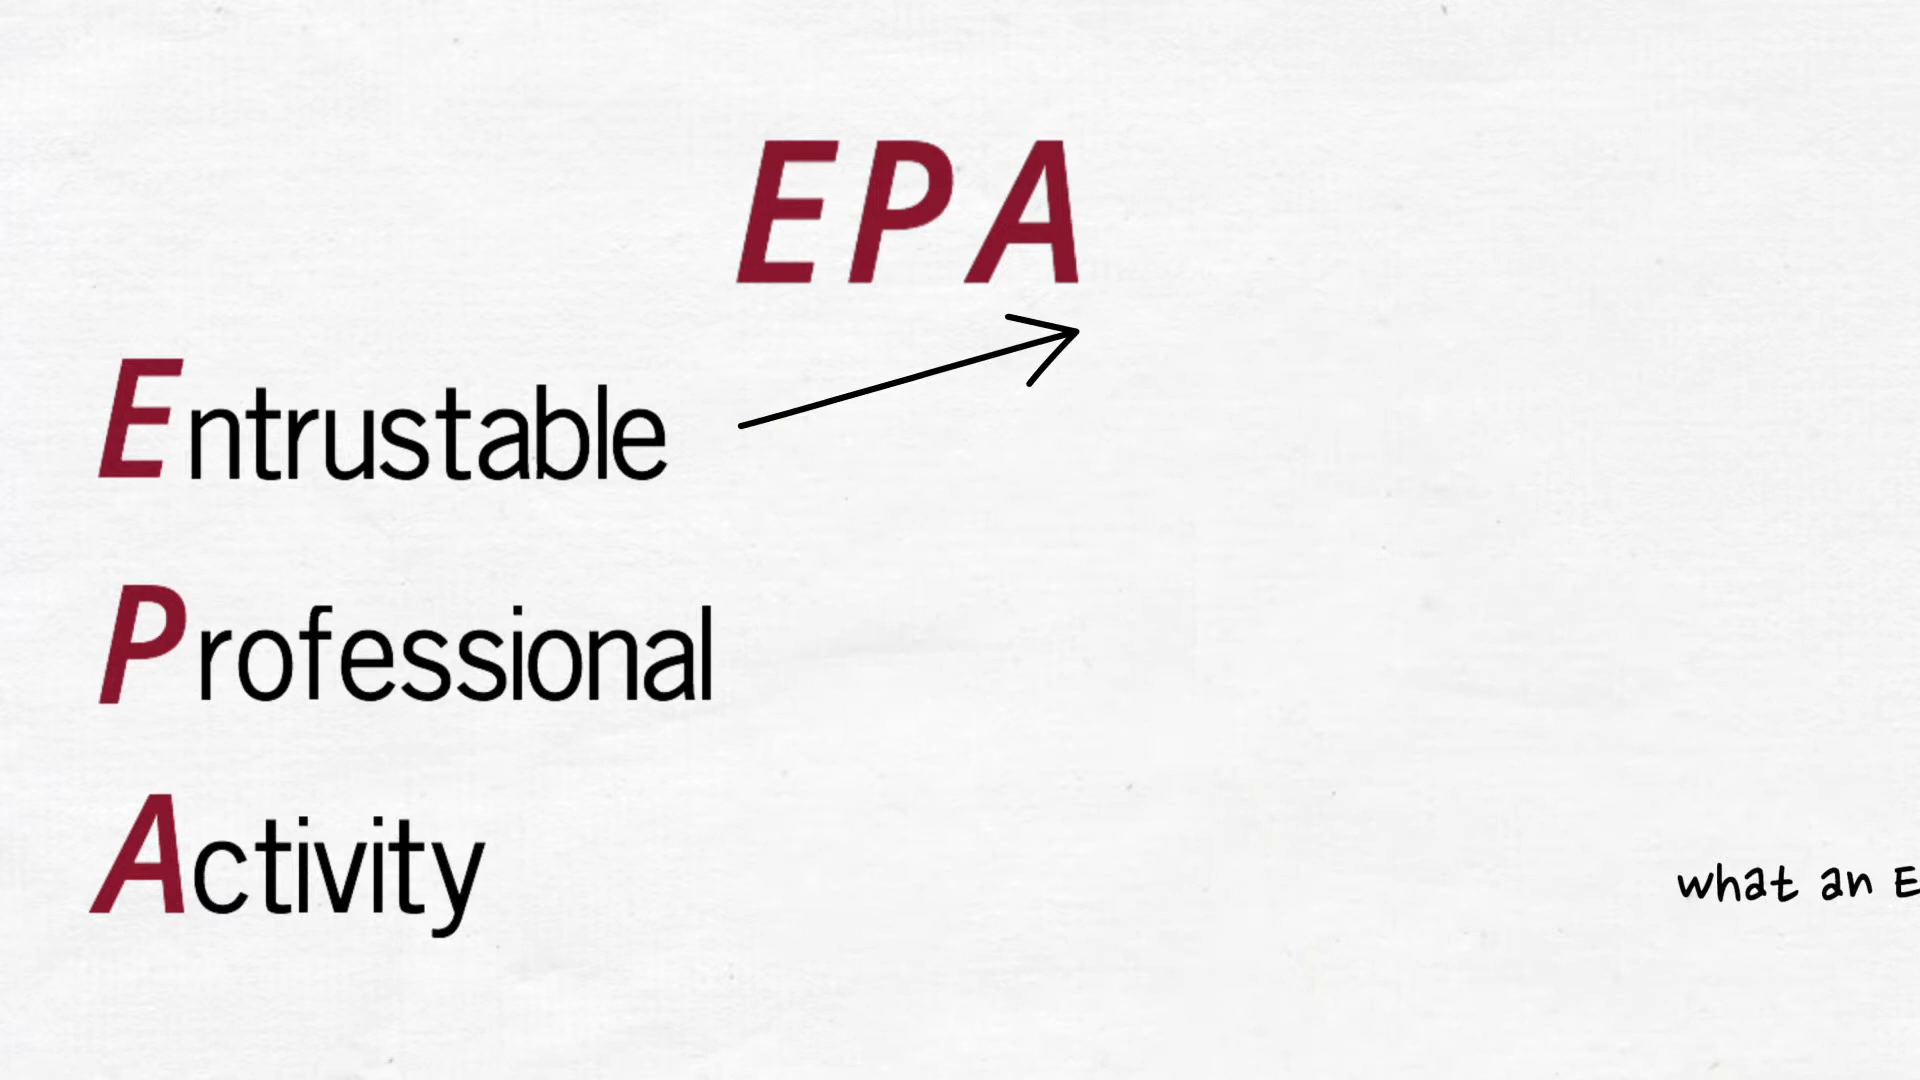 EPA
Entrustable
Professional
Activity
what an E